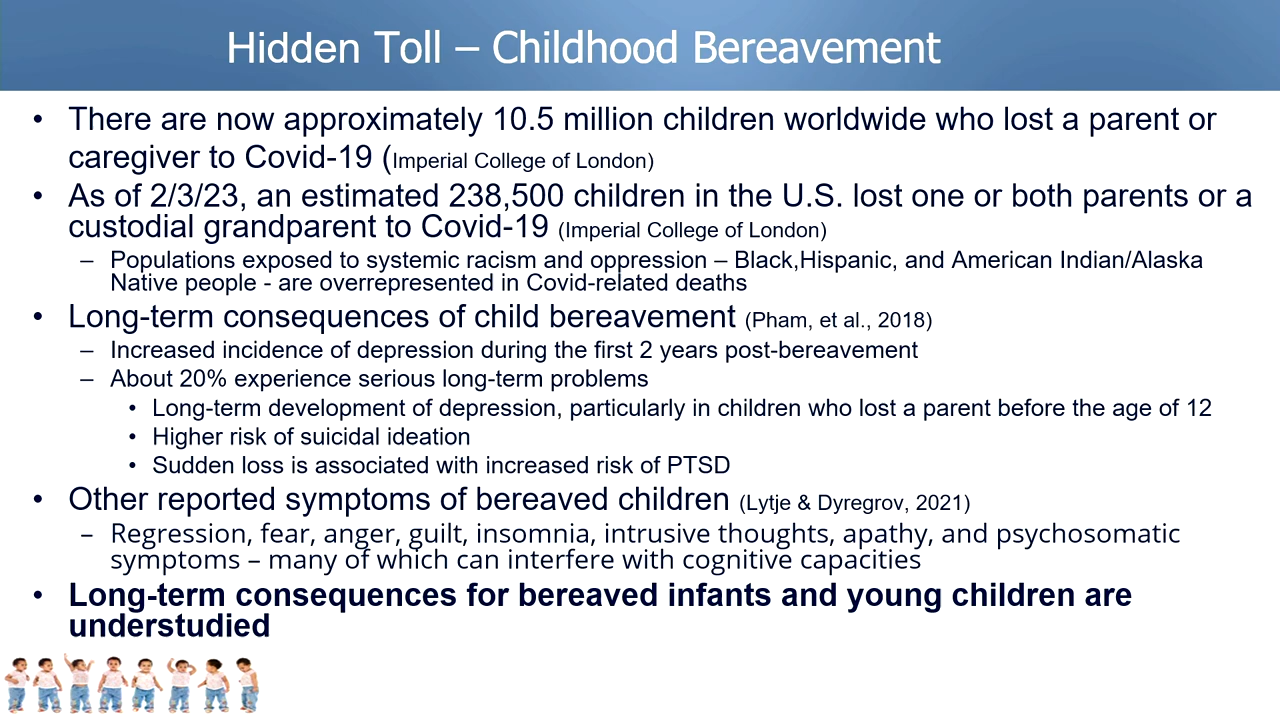 Hidden Toll – Childhood Bereavement
• There are now approximately 10.5 million children worldwide who lost a parent or
caregiver to Covid-19 (Imperial College of London)
• As of 2/3/23, an estimated 238,500 children in the U.S. lost one or both parents or a
custodial grandparent to Covid-19 (Imperial College of London)
– Populations exposed to systemic racism and oppression – Black,Hispanic, and American Indian/Alaska
Native people - are overrepresented in Covid-related deaths
• Long-term consequences of child bereavement (Pham, et al., 2018)
– Increased incidence of depression during the first 2 years post-bereavement
– About 20% experience serious long-term problems
• Long-term development of depression, particularly in children who lost a parent before the age of 12
• Higher risk of suicidal ideation
• Sudden loss is associated with increased risk of PTSD
• Other reported symptoms of bereaved children (Lytje & Dyregrov, 2021)
– Regression, fear, anger, guilt, insomnia, intrusive thoughts, apathy, and psychosomatic
symptoms – many of which can interfere with cognitive capacities
• Long-term consequences for bereaved infants and young children are
understudied